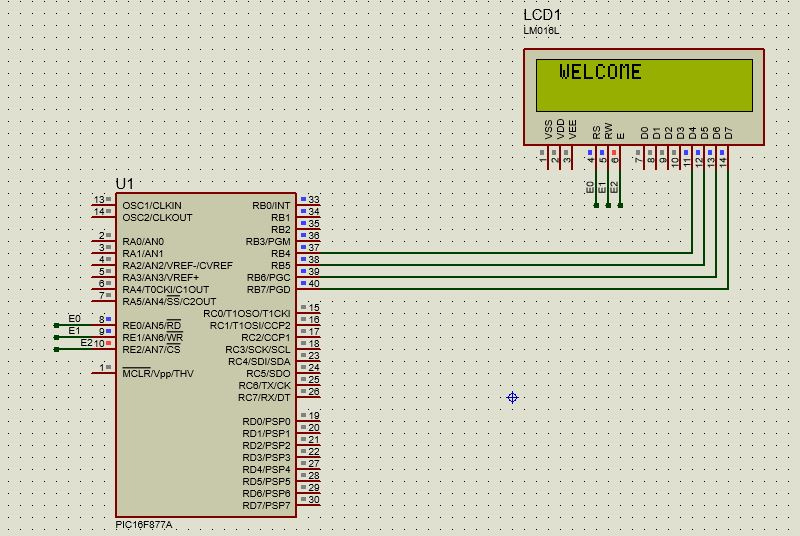 LCD1
LM016L
WELCOME
VSS
VDD
VEE
RS
RW
E
D0
D1
D2
D3
D4
D5
D6
D7
1
2
3
4
5
6
7
8
9
10
11
12
13
14
E0
E1
E2
U1
13 OSC1/CLKIN RB0/INT 33
14 OSC2/CLKOUT RB1 34
RB2 35
2 RA0/AN0 RB3/PGM 36
3 RA1/AN1 RB4 37
4 RA2/AN2/VREF-/CVREF RB5 38
5 RA3/AN3/VREF+ RB6/PGC 39
6 RA4/T0CKI/C1OUT RB7/PGD 40
7 RA5/AN4/SS/C2OUT
RC0/T1OSO/T1CKI 15
E0 8 RE0/AN5/RD RC1/T1OSI/CCP2 16
E1 9 RE1/AN6/WR RC2/CCP1 17
E2 10 RE2/AN7/CS RC3/SCK/SCL 18
RC4/SDI/SDA 23
1 MCLR/Vpp/THV RC5/SDO 24
RC6/TX/CK 25
RC7/RX/DT 26
RD0/PSP0 19
RD1/PSP1 20
RD2/PSP2 21
RD3/PSP3 22
RD4/PSP4 27
RD5/PSP5 28
RD6/PSP6 29
RD7/PSP7 30
PIC16F877A